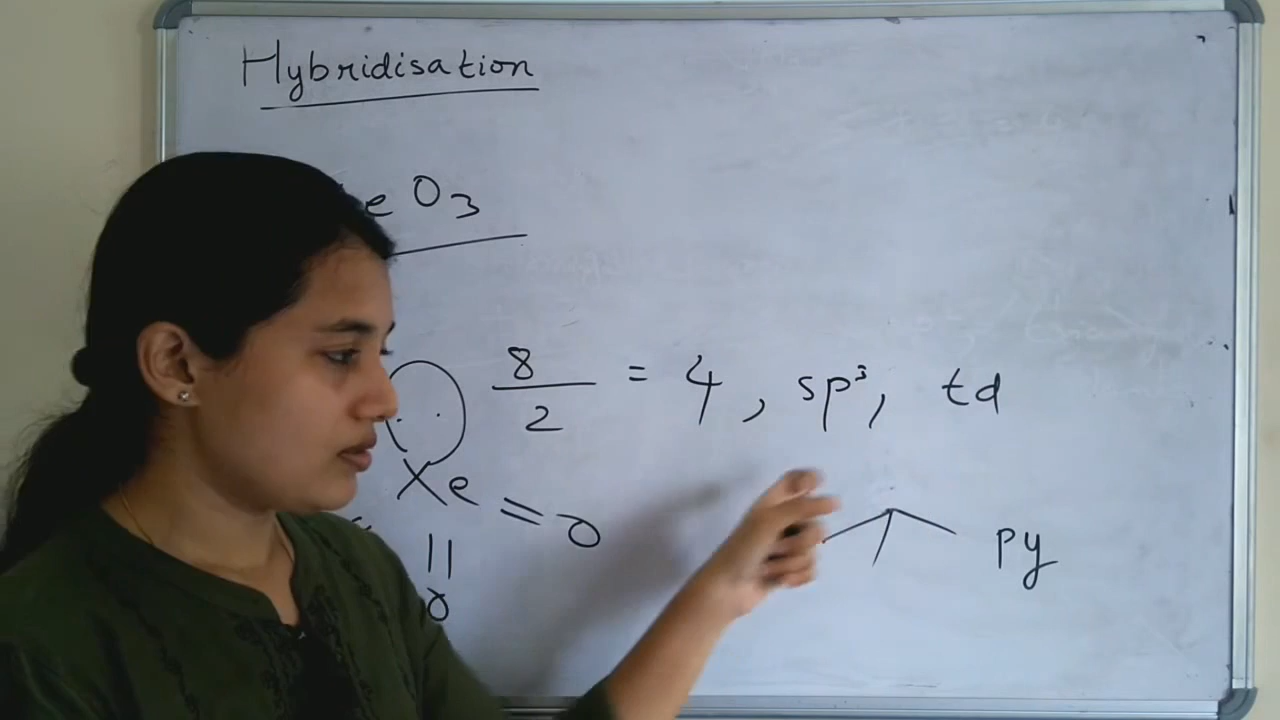 Hybridisation
e O3
8/2 = 4, sp³, td
Xe = O
||
O
py